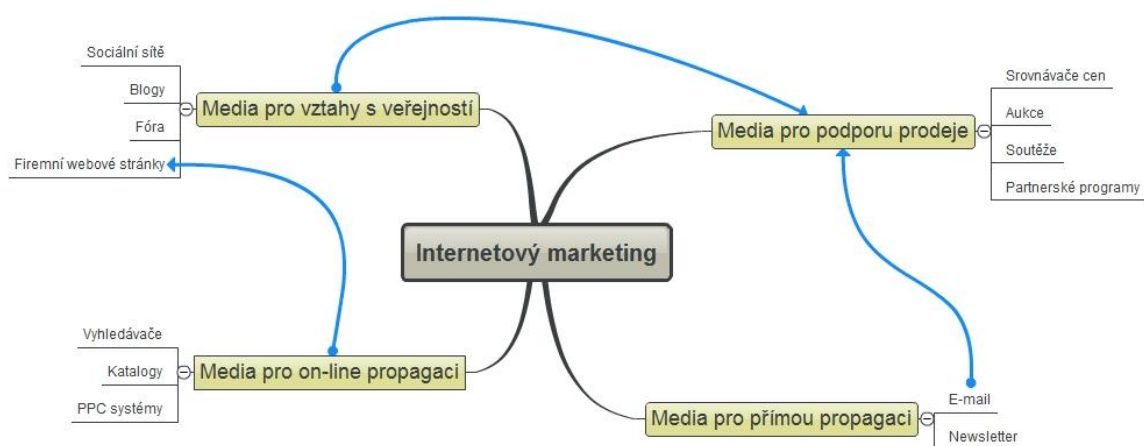 Sociální sítě
Blogy
Fóra
Firemní webové stránky
Media pro vztahy s veřejností
Media pro podporu prodeje
Srovnávače cen
Aukce
Soutěže
Partnerské programy
Internetový marketing
Vyhledávače
Katalogy
PPC systémy
Media pro on-line propagaci
Media pro přímou propagaci
E-mail
Newsletter